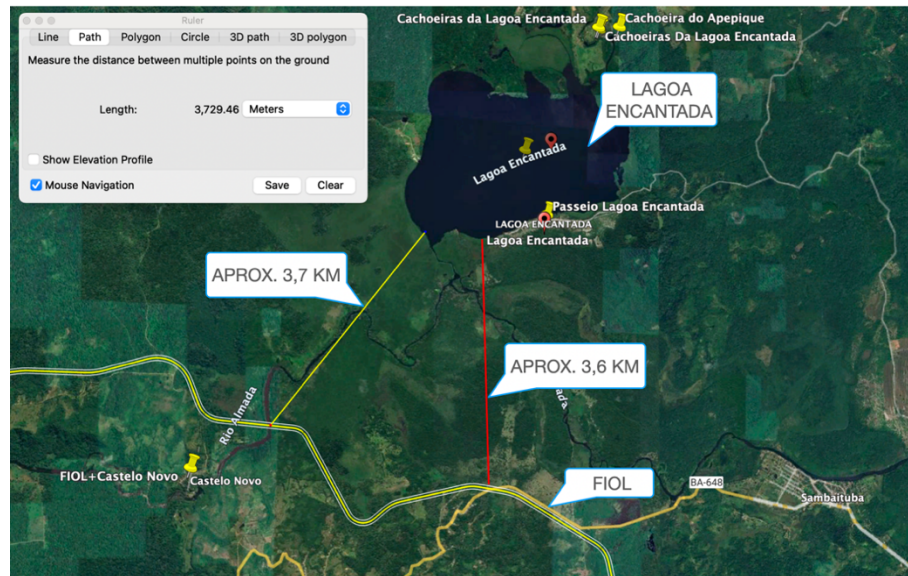 Ruler
Line Path Polygon Circle 3D path 3D polygon
Measure the distance between multiple points on the ground
Length: 3,729.46 Meters
Show Elevation Profile
Mouse Navigation Save Clear
Cachoeiras da Lagoa Encantada
Cachoeira do Apepique
Cachoeiras Da Lagoa Encantada
LAGOA
ENCANTADA
Lagoa Encantada
Passeio Lagoa Encantada
LAGOA ENCANTADA
Lagoa Encantada
APROX. 3,7 KM
APROX. 3,6 KM
Rio Almada
FIOL+Castelo Novo
Castelo Novo
FIOL
BA-648
Sambaituba